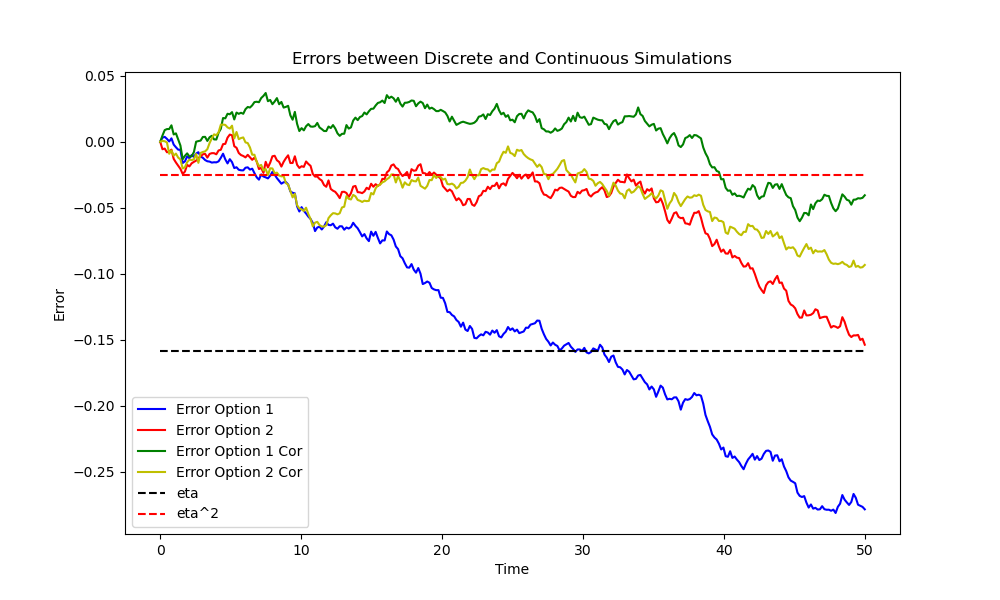 Errors between Discrete and Continuous Simulations
0.05
0.00
−0.05
−0.10
−0.15
−0.20
−0.25
Error
Error Option 1
Error Option 2
Error Option 1 Cor
Error Option 2 Cor
eta
eta^2
0 10 20 30 40 50
Time